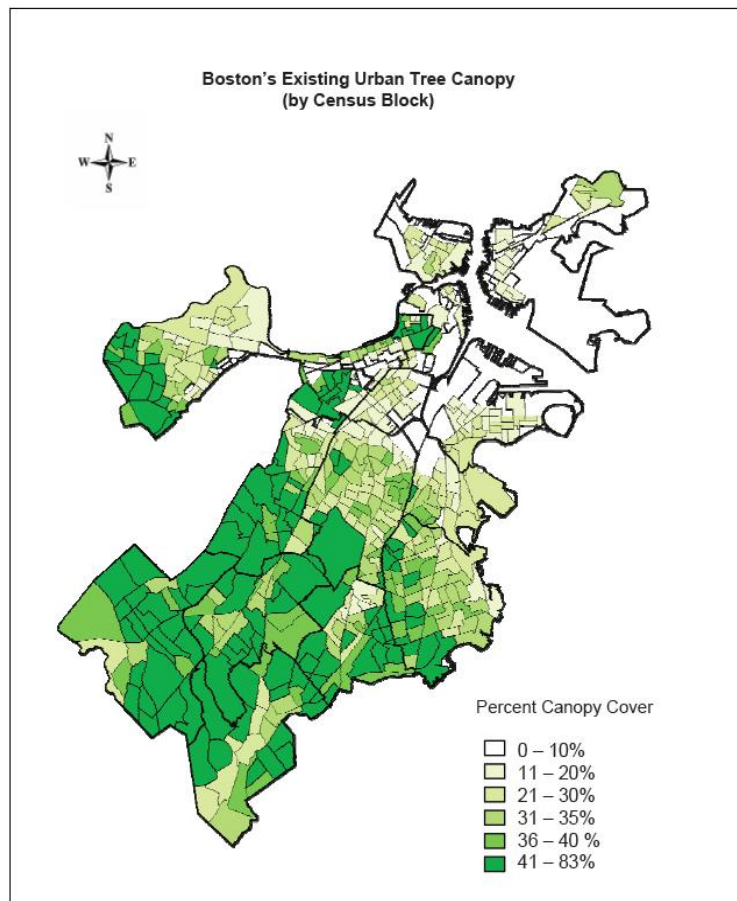 Boston's Existing Urban Tree Canopy
(by Census Block)
N
W E
S
Percent Canopy Cover
0 – 10%
11 – 20%
21 – 30%
31 – 35%
36 – 40 %
41 – 83%